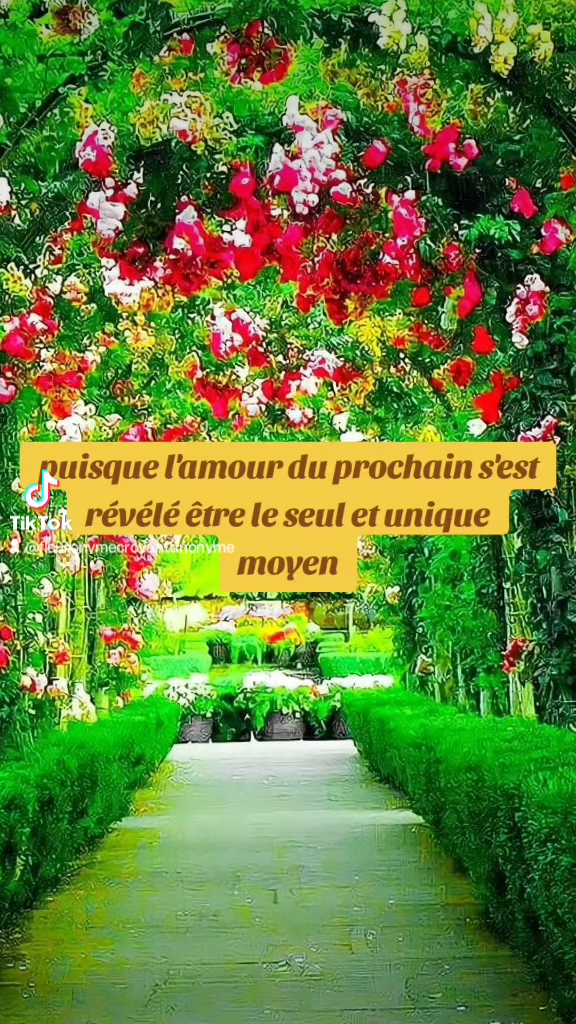 puisque l'amour du prochain s'est
révélé être le seul et unique
moyen
TikTok